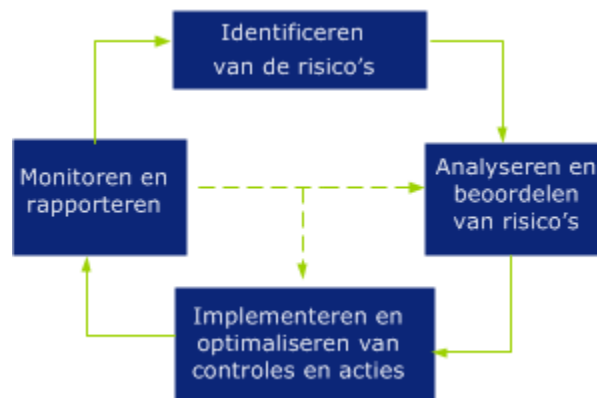 Identificeren
van de risico's
Monitoren en
rapporteren
Analyseren en
beoordelen
van risico's
Implementeren en
optimaliseren van
controles en acties